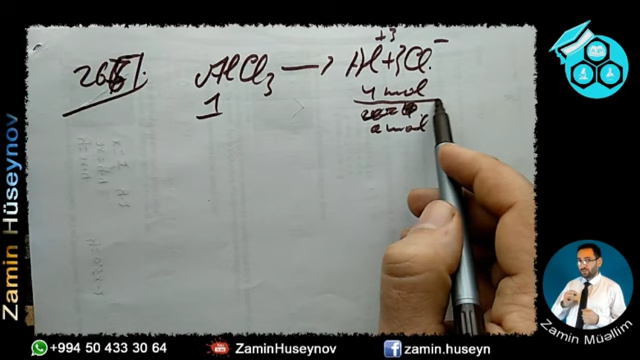 AlCl₃ → Al⁺³ + 3Cl⁻
1
4 mol
a mol
Zamin Hüseynov
Zamin Müəllim
+994 50 433 30 64
ZaminHuseynov
zamin.huseyn